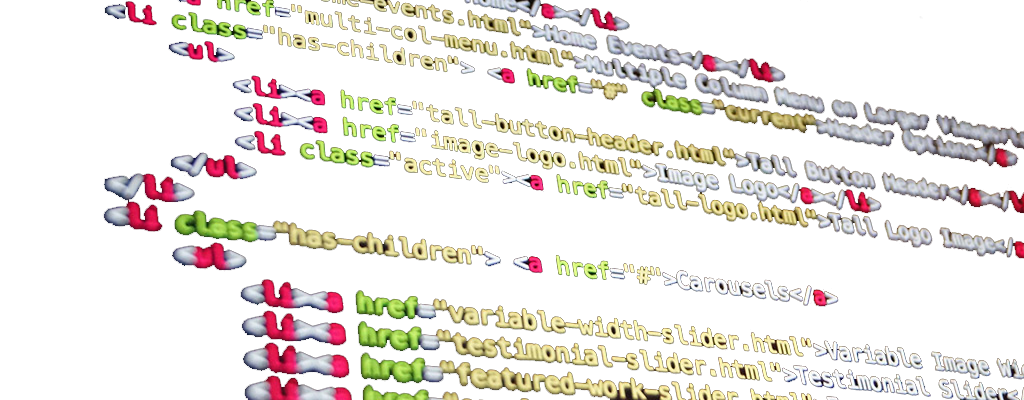 Home</a></li>
href="home-events.html">Home Events</a></li>
<li href="multi-col-menu.html">Multiple Column Menu on Larger
class="has-children"> <a href="#" class="current">Header Options</a>
<ul>
<li><a href="tall-button-header.html">Tall Button Header</a></li>
<li><a href="image-logo.html">Image Logo</a></li>
<li class="active"><a href="tall-logo.html">Tall Logo Image</a
</ul>
</li>
<li class="has-children"> <a href="#">Carousels</a>
<ul>
<li><a href="variable-width-slider.html">Variable Image
<li><a href="testimonial-slider.html">Testimonial Slider</
<li><a href="featured-work-slider.html">
<li><a href=